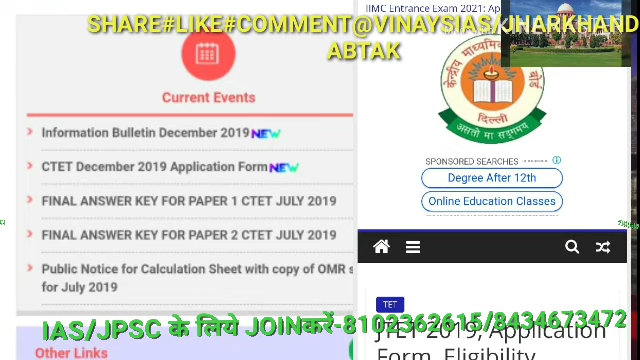 SHARE#LIKE#COMMENT@VINAYSIAS/JHARKHAND
ABTAK
Current Events
Information Bulletin December 2019 NEW
CTET December 2019 Application Form NEW
FINAL ANSWER KEY FOR PAPER 1 CTET JULY 2019
FINAL ANSWER KEY FOR PAPER 2 CTET JULY 2019
Public Notice for Calculation Sheet with copy of OMR s
for July 2019
Other Links
IIMC Entrance Exam 2021: Ap
केन्द्रीय माध्यमिक शिक्षा बोर्ड
दिल्ली
असतो मा सद्गमय
SPONSORED SEARCHES
Degree After 12th
Online Education Classes
TET
JTET 2019, Application
Form, Eligibility
IAS/JPSC के लिये JOINकरें-8102362615/8434673472